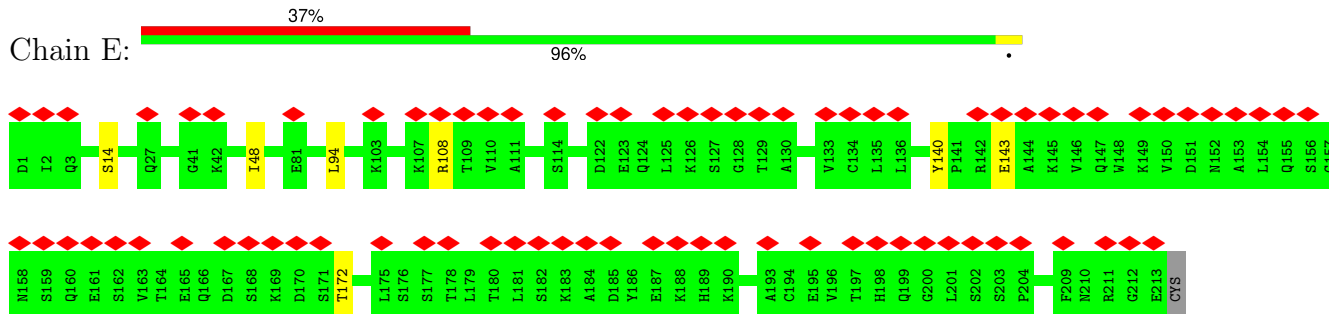 37%
Chain E:
96%
.
D1 I2 Q3 S14 Q27 G41 K42 I48 E81 L94 K103 K107 R108 T109 V110 A111 S114 D122 E123 Q124 L125 K126 S127 G128 T129 A130 V133 C134 L135 L136 Y140 P141 R142 E143 A144 K145 V146 Q147 W148 K149 V150 D151 N152 A153 L154 Q155 S156 G157
N158 S159 Q160 E161 S162 V163 T164 E165 Q166 D167 S168 K169 D170 S171 T172 L175 S176 S177 T178 L179 T180 L181 S182 K183 A184 D185 Y186 E187 K188 H189 K190 A193 C194 E195 V196 T197 H198 Q199 G200 L201 S202 S203 P204 F209 N210 R211 G212 E213 CYS